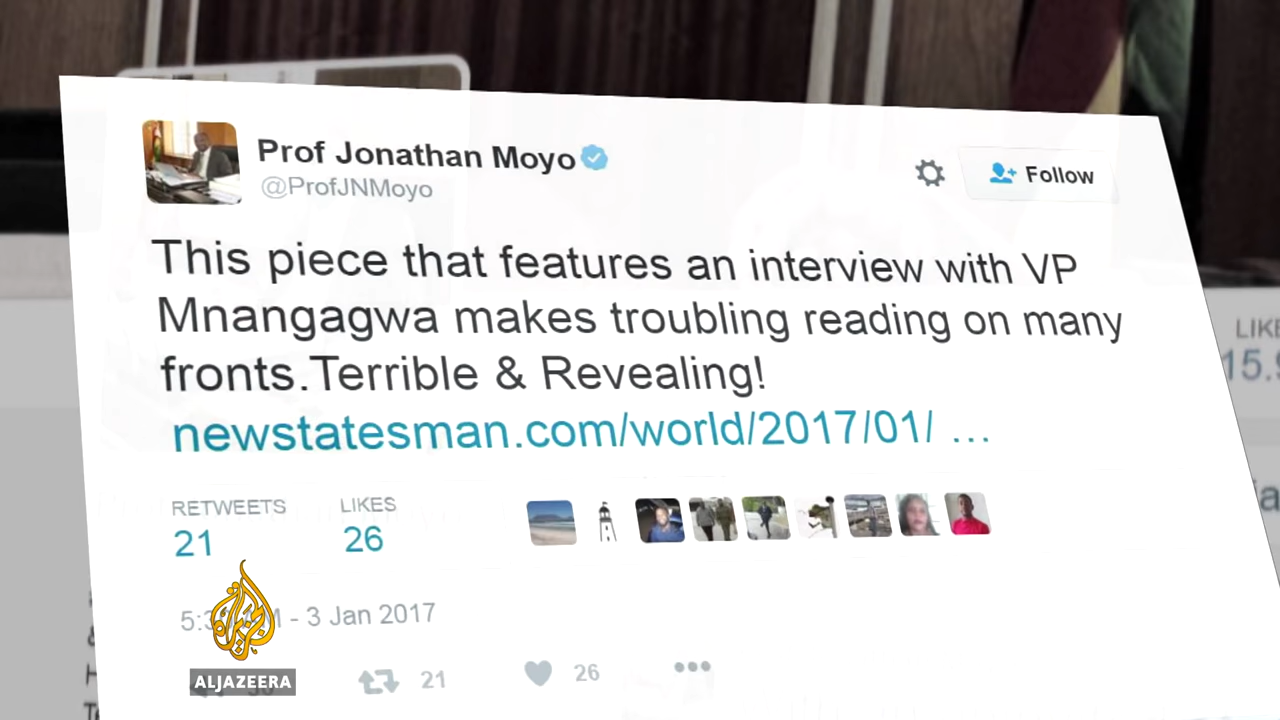 Prof Jonathan Moyo
@ProfJNMoyo
Follow
This piece that features an interview with VP
Mnangagwa makes troubling reading on many
fronts.Terrible & Revealing!
newstatesman.com/world/2017/01/ …
RETWEETS
LIKES
21
26
- 3 Jan 2017
21
26
ALJAZEERA